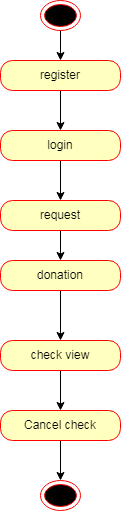 register
login
request
donation
check view
Cancel check